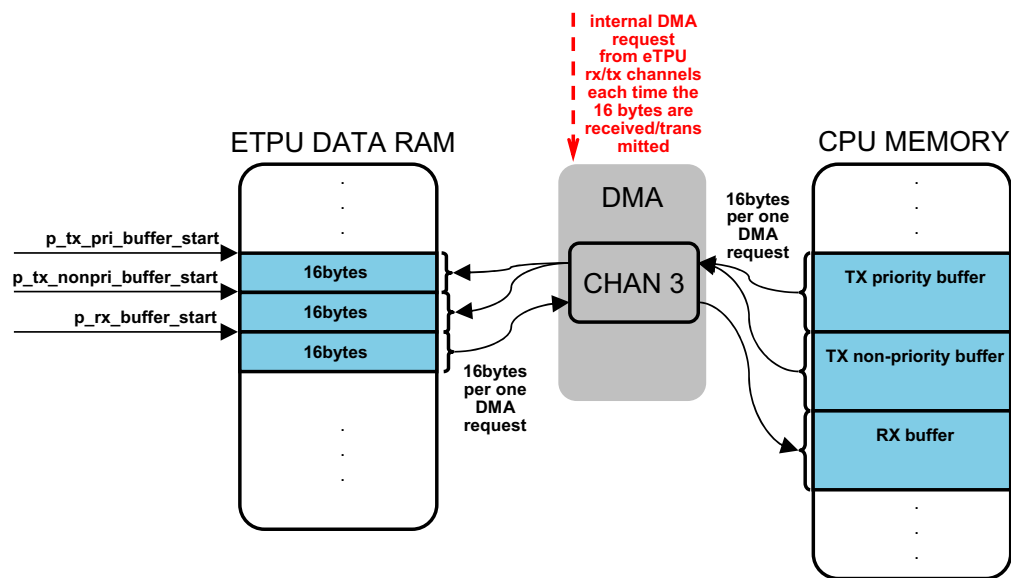 internal DMA
request
from eTPU
rx/tx channels
each time the
16 bytes are
received/trans
mitted
ETPU DATA RAM
CPU MEMORY
DMA
CHAN 3
p_tx_pri_buffer_start
p_tx_nonpri_buffer_start
p_rx_buffer_start
16bytes
16bytes
16bytes
16bytes
per one
DMA
request
16bytes
per one
DMA
request
TX priority buffer
TX non-priority buffer
RX buffer